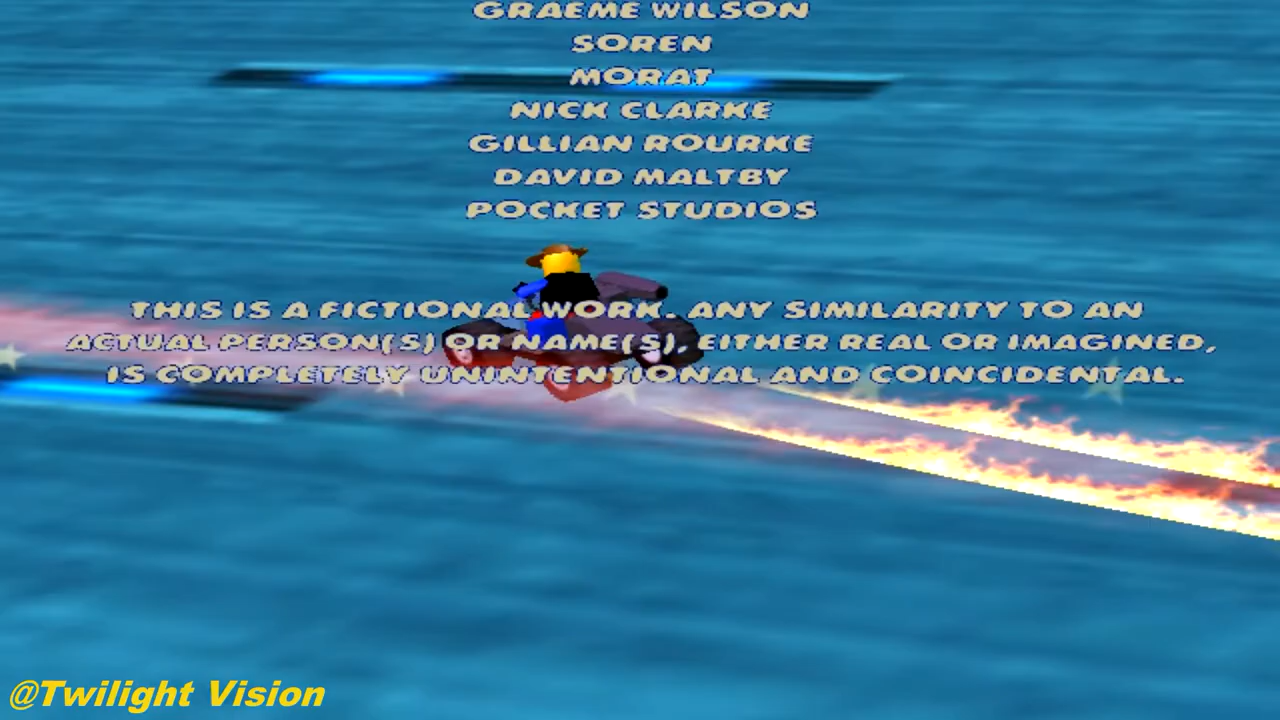 GRAEME WILSON
SOREN
MORAT
NICK CLARKE
GILLIAN ROURKE
DAVID MALTBY
POCKET STUDIOS
THIS IS A FICTIONAL WORK. ANY SIMILARITY TO AN
ACTUAL PERSON(S) OR NAME(S), EITHER REAL OR IMAGINED,
IS COMPLETELY UNINTENTIONAL AND COINCIDENTAL.
@Twilight Vision